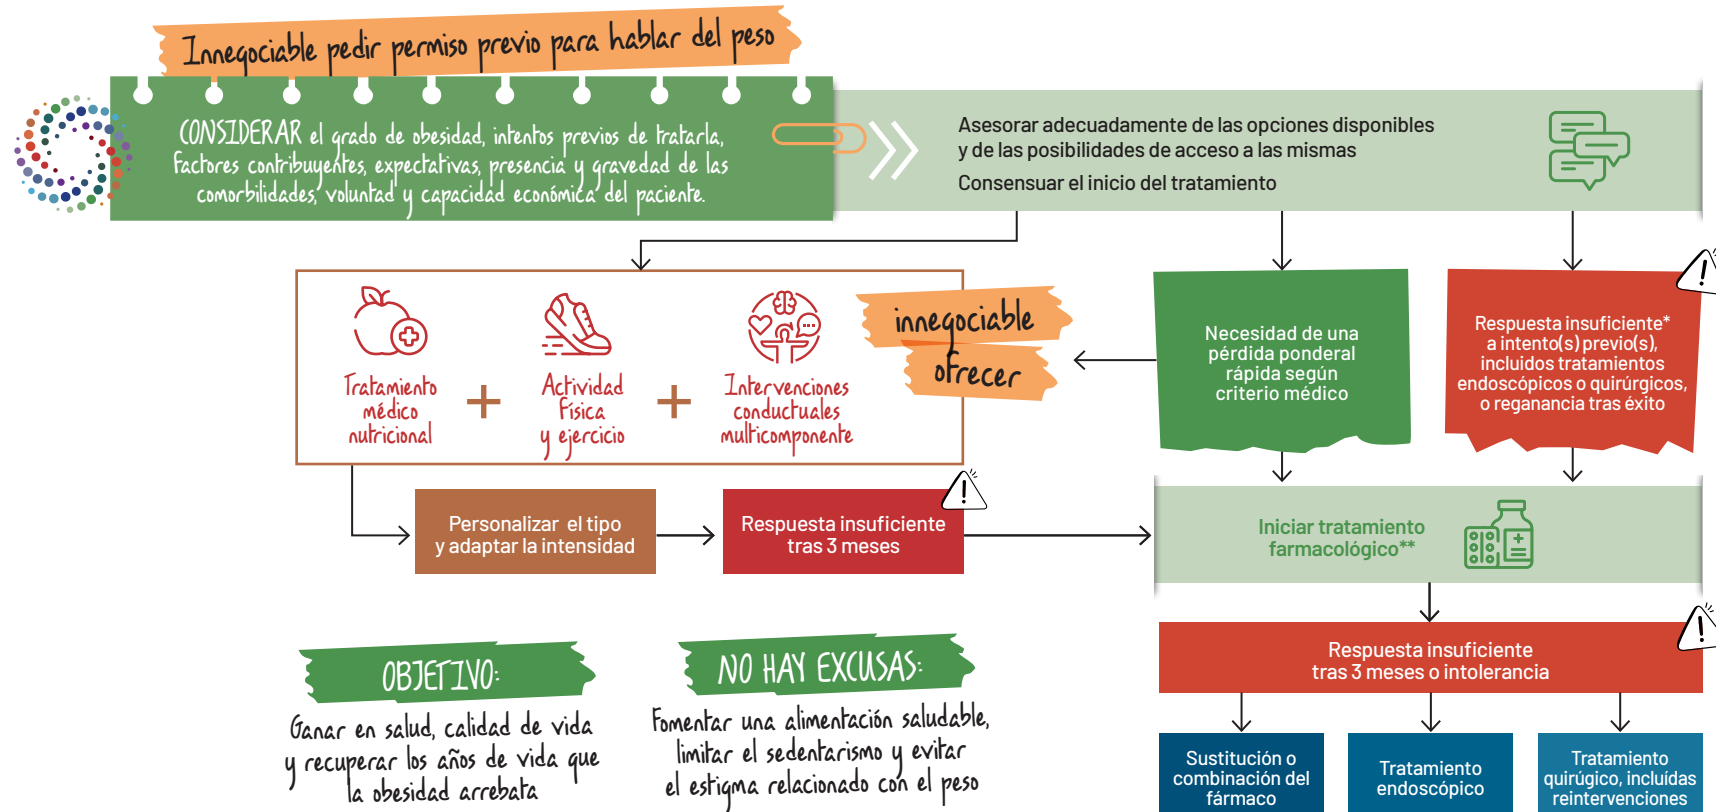 Innegociable pedir permiso previo para hablar del peso
CONSIDERAR el grado de obesidad, intentos previos de tratarla,
factores contribuyentes, expectativas, presencia y gravedad de las
comorbilidades, voluntad y capacidad económica del paciente.
Asesorar adecuadamente de las opciones disponibles
y de las posibilidades de acceso a las mismas
Consensuar el inicio del tratamiento
Tratamiento
médico
nutricional
+
Actividad
Física
y ejercicio
+
Intervenciones
conductuales
multicomponente
innegociable
ofrecer
Necesidad de una
pérdida ponderal
rápida según
criterio médico
Respuesta insuficiente*
a intento(s) previo(s),
incluidos tratamientos
endoscópicos o quirúrgicos,
o reganancia tras éxito
Personalizar el tipo
y adaptar la intensidad
Respuesta insuficiente
tras 3 meses
Iniciar tratamiento
farmacológico**
Respuesta insuficiente
tras 3 meses o intolerancia
Sustitución o
combinación del
fármaco
Tratamiento
endoscópico
Tratamiento
quirúgico, incluídas
reintervenciones
OBJETIVO:
Ganar en salud, calidad de vida
y recuperar los años de vida que
la obesidad arrebata
NO HAY EXCUSAS:
Fomentar una alimentación saludable,
limitar el sedentarismo y evitar
el estigma relacionado con el peso